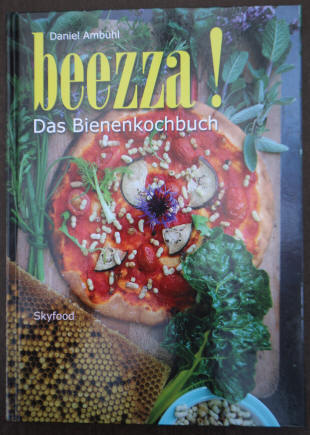 Daniel Ambühl
beezza!
Das Bienenkochbuch
Skyfood